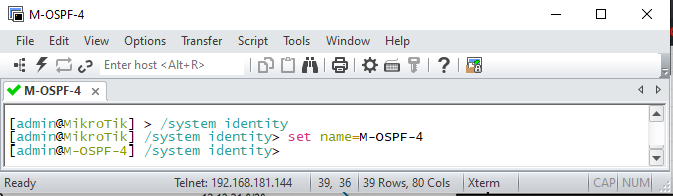 M-OSPF-4
File Edit View Options Transfer Script Tools Window Help
Enter host <Alt+R>
M-OSPF-4
[admin@MikroTik] > /system identity
[admin@MikroTik] /system identity> set name=M-OSPF-4
[admin@M-OSPF-4] /system identity>
Ready Telnet: 192.168.181.144 39, 36 39 Rows, 80 Cols Xterm CAP NUM